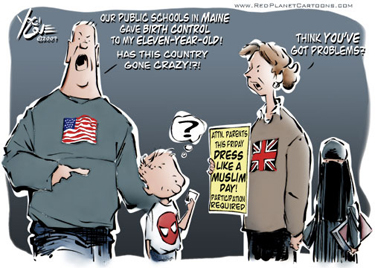 www.RedPlanetCartoons.com
©2007
OUR PUBLIC SCHOOLS IN MAINE
GAVE BIRTH CONTROL
TO MY ELEVEN-YEAR-OLD!
HAS THIS COUNTRY
GONE CRAZY!?!
THINK YOU'VE
GOT PROBLEMS?
?
ATTN. PARENTS
THIS FRIDAY
DRESS
LIKE A
MUSLIM
DAY!
PARTICIPATION
REQUIRED